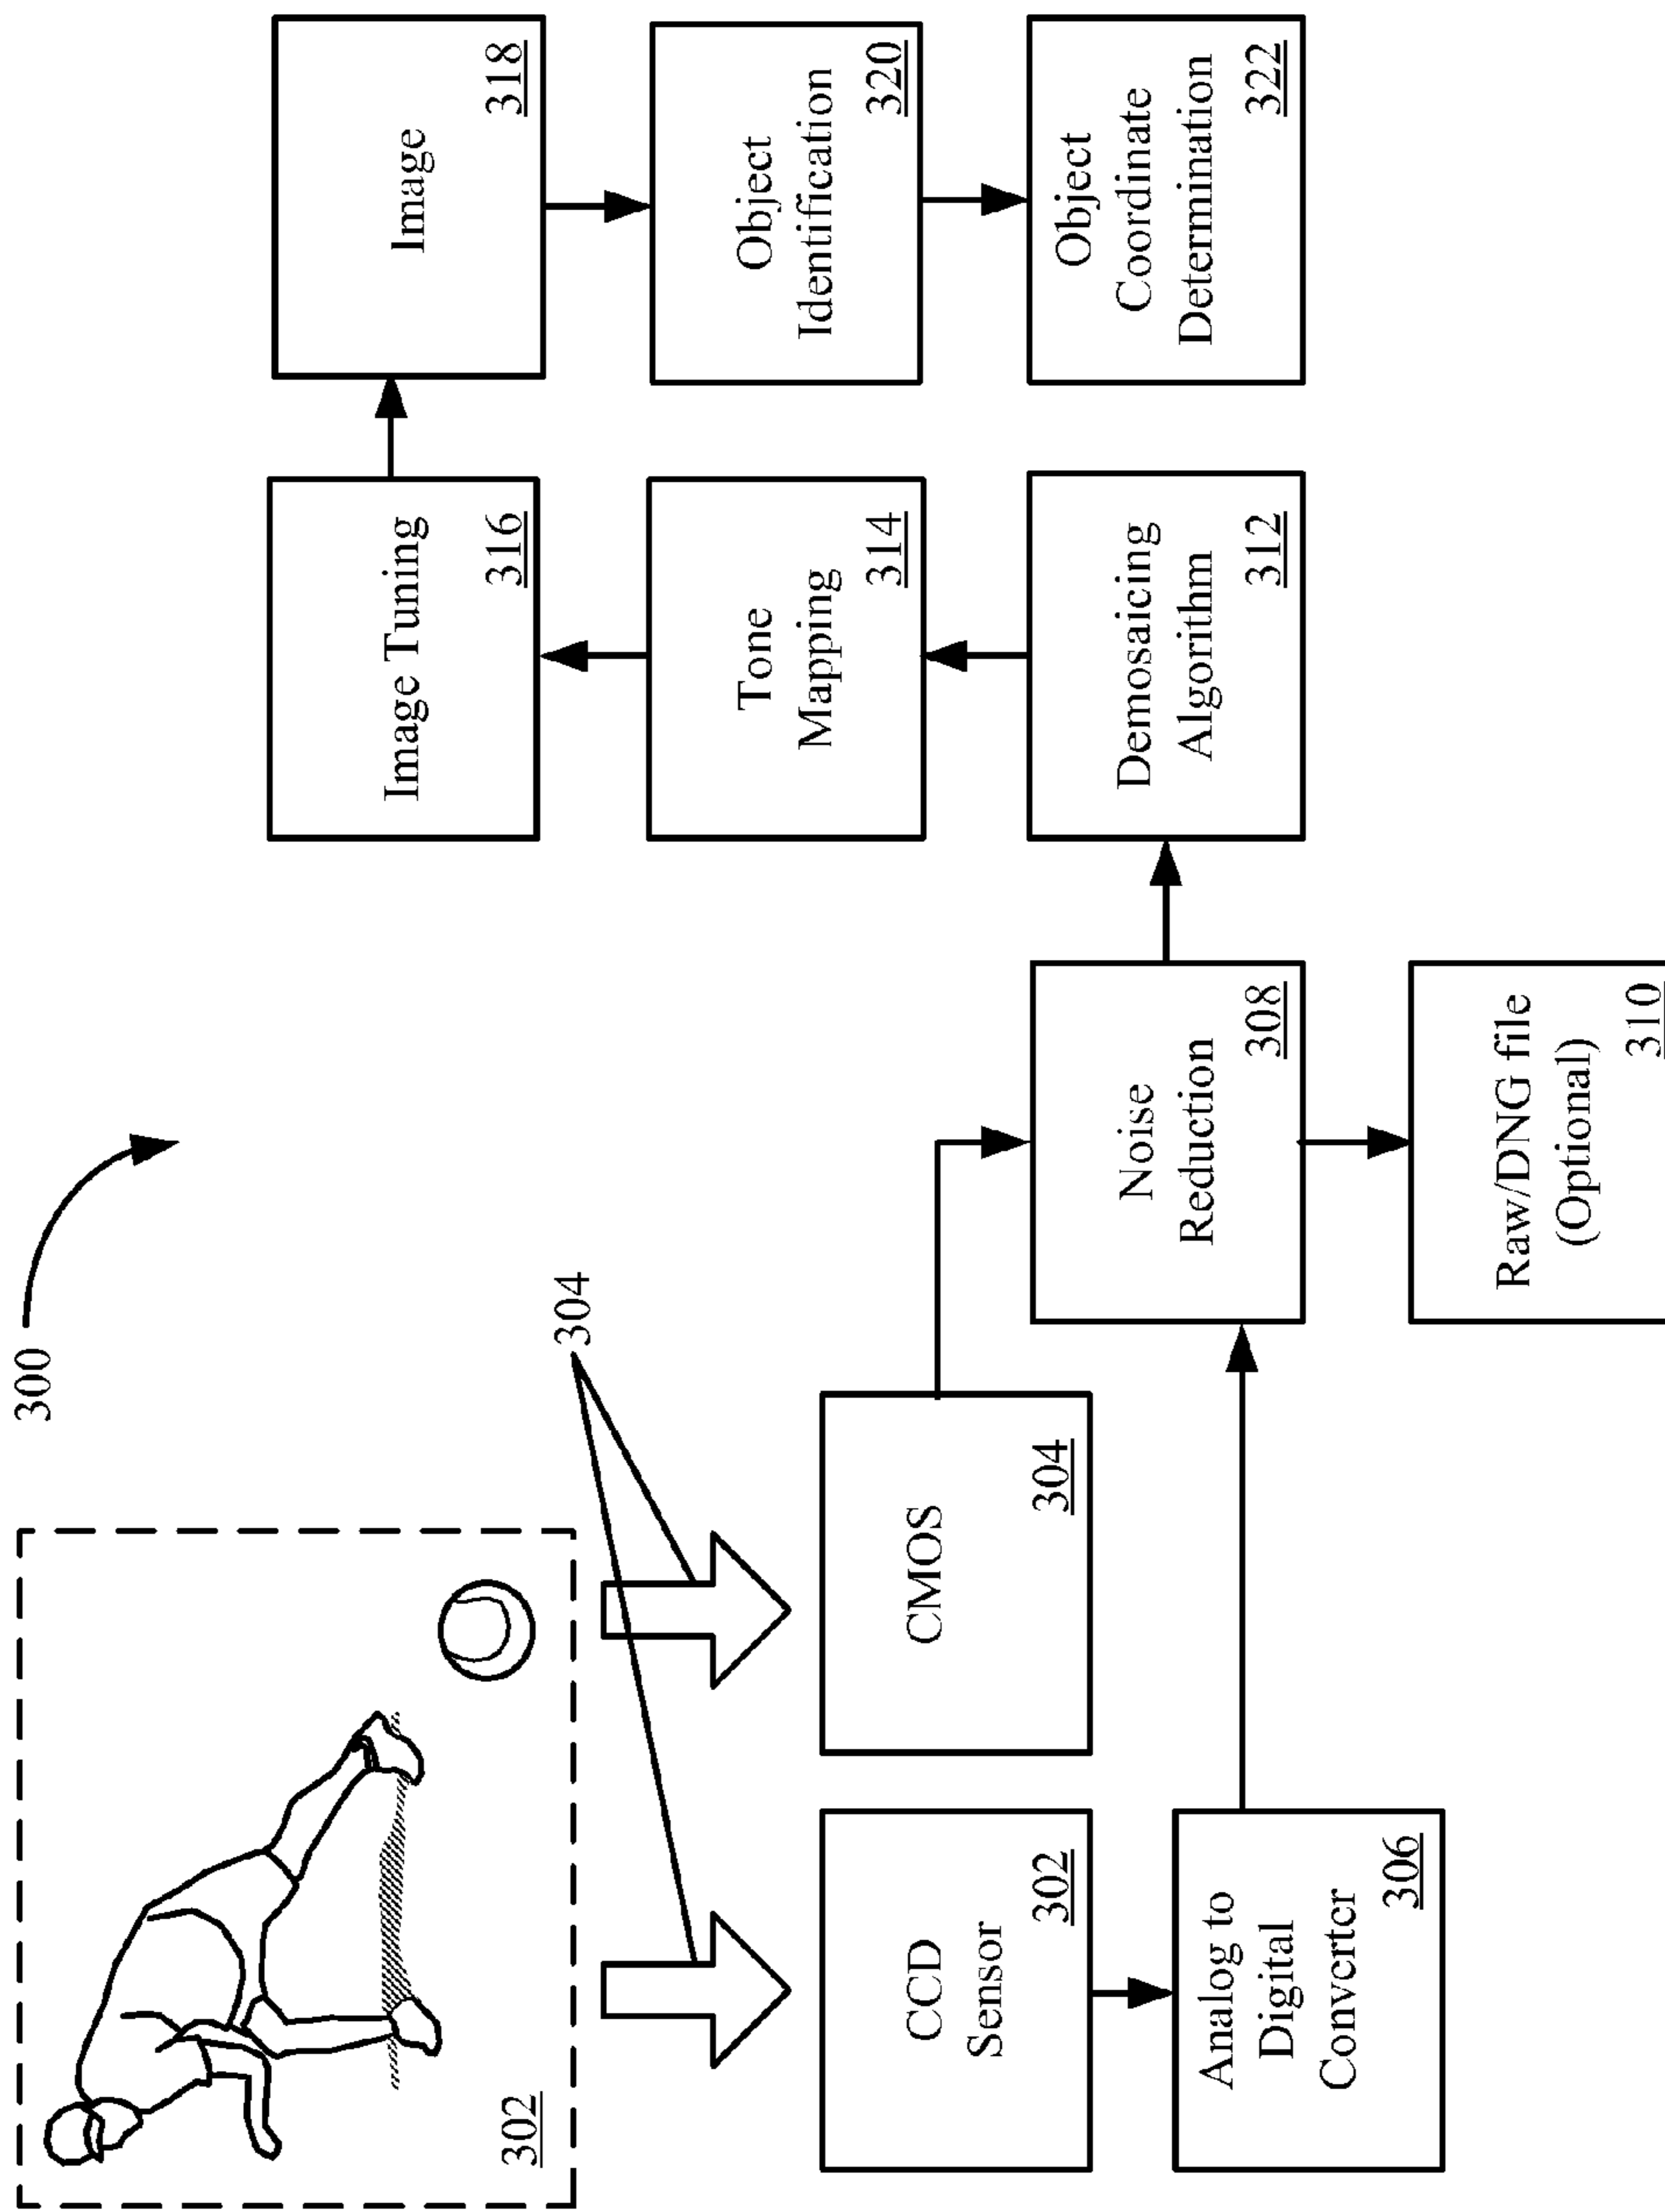 300
302
304
CCD
Sensor
302
CMOS
304
Analog to
Digital
Converter
306
Noise
Reduction
308
Raw/DNG file
(Optional)
310
Demosaicing
Algorithm
312
Tone
Mapping
314
Image Tuning
316
Image
318
Object
Identification
320
Object
Coordinate
Determination
322